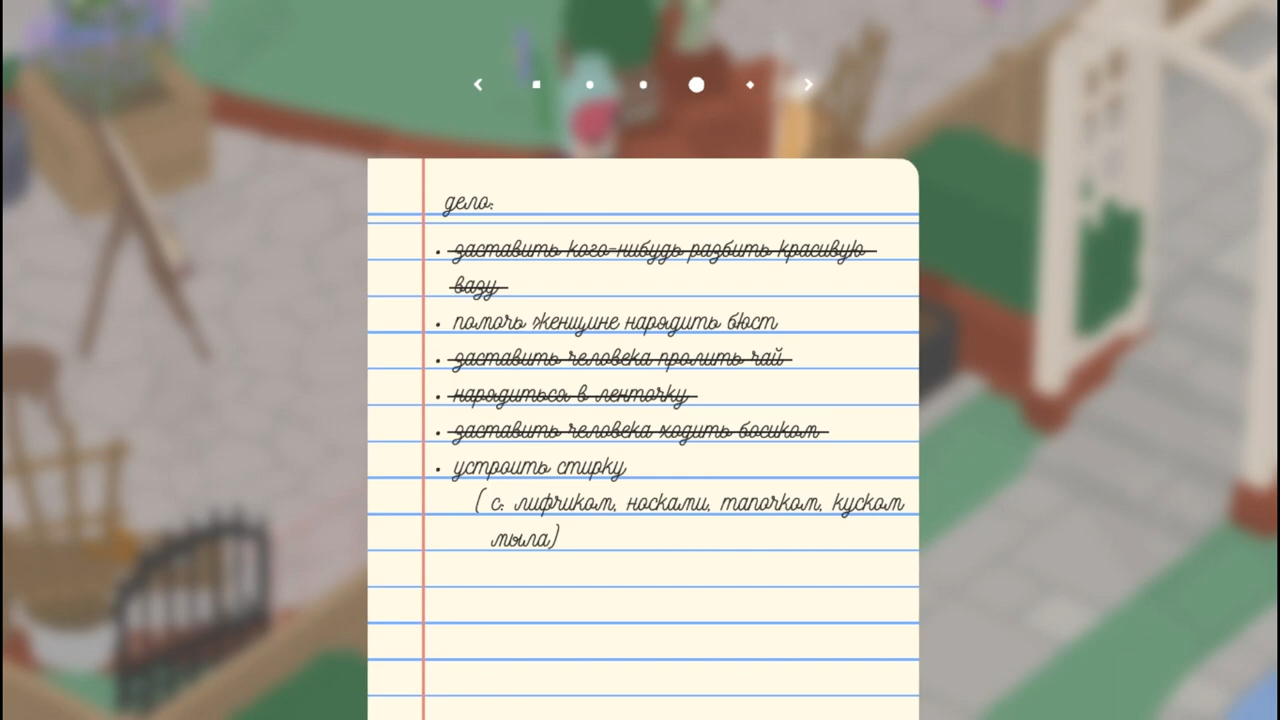 дело:
• заставить кого-нибудь разбить красивую
вазу
• помочь женщине нарядить бюст
• заставить человека пролить чай
• нарядиться в ленточку
• заставить человека ходить босиком
• устроить стирку
( с: лифчиком, носками, тапочком, куском
мыла)